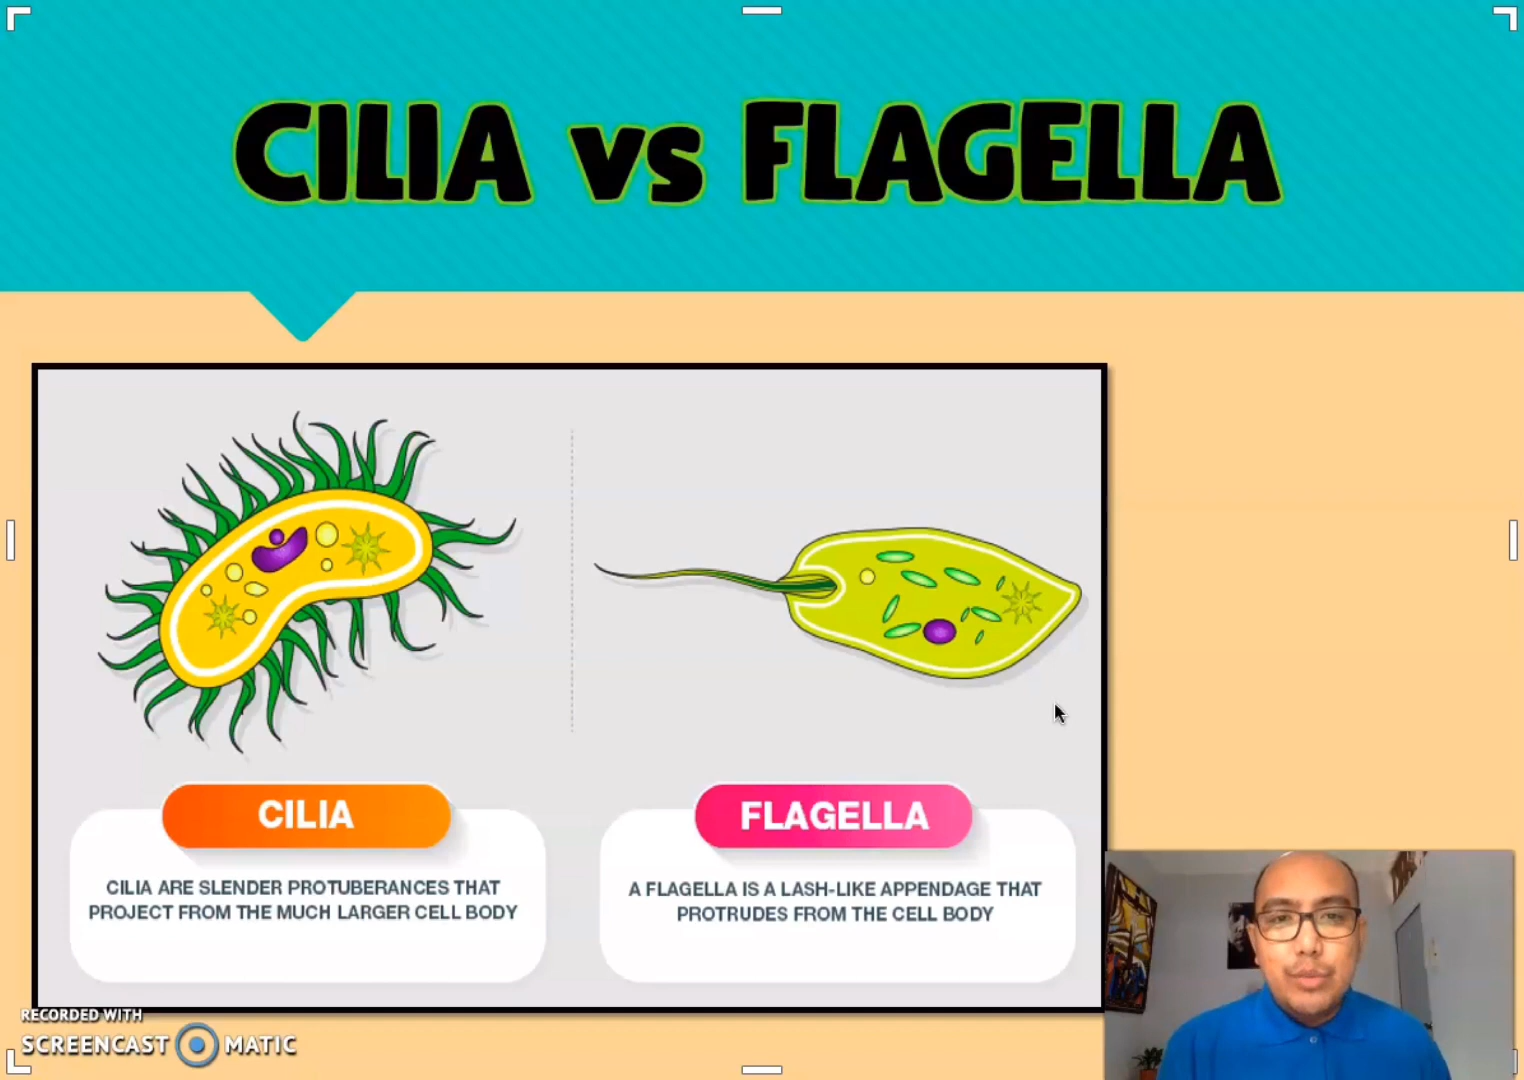 CILIA vs FLAGELLA
CILIA
CILIA ARE SLENDER PROTUBERANCES THAT
PROJECT FROM THE MUCH LARGER CELL BODY
FLAGELLA
A FLAGELLA IS A LASH-LIKE APPENDAGE THAT
PROTRUDES FROM THE CELL BODY
RECORDED WITH
SCREENCAST MATIC